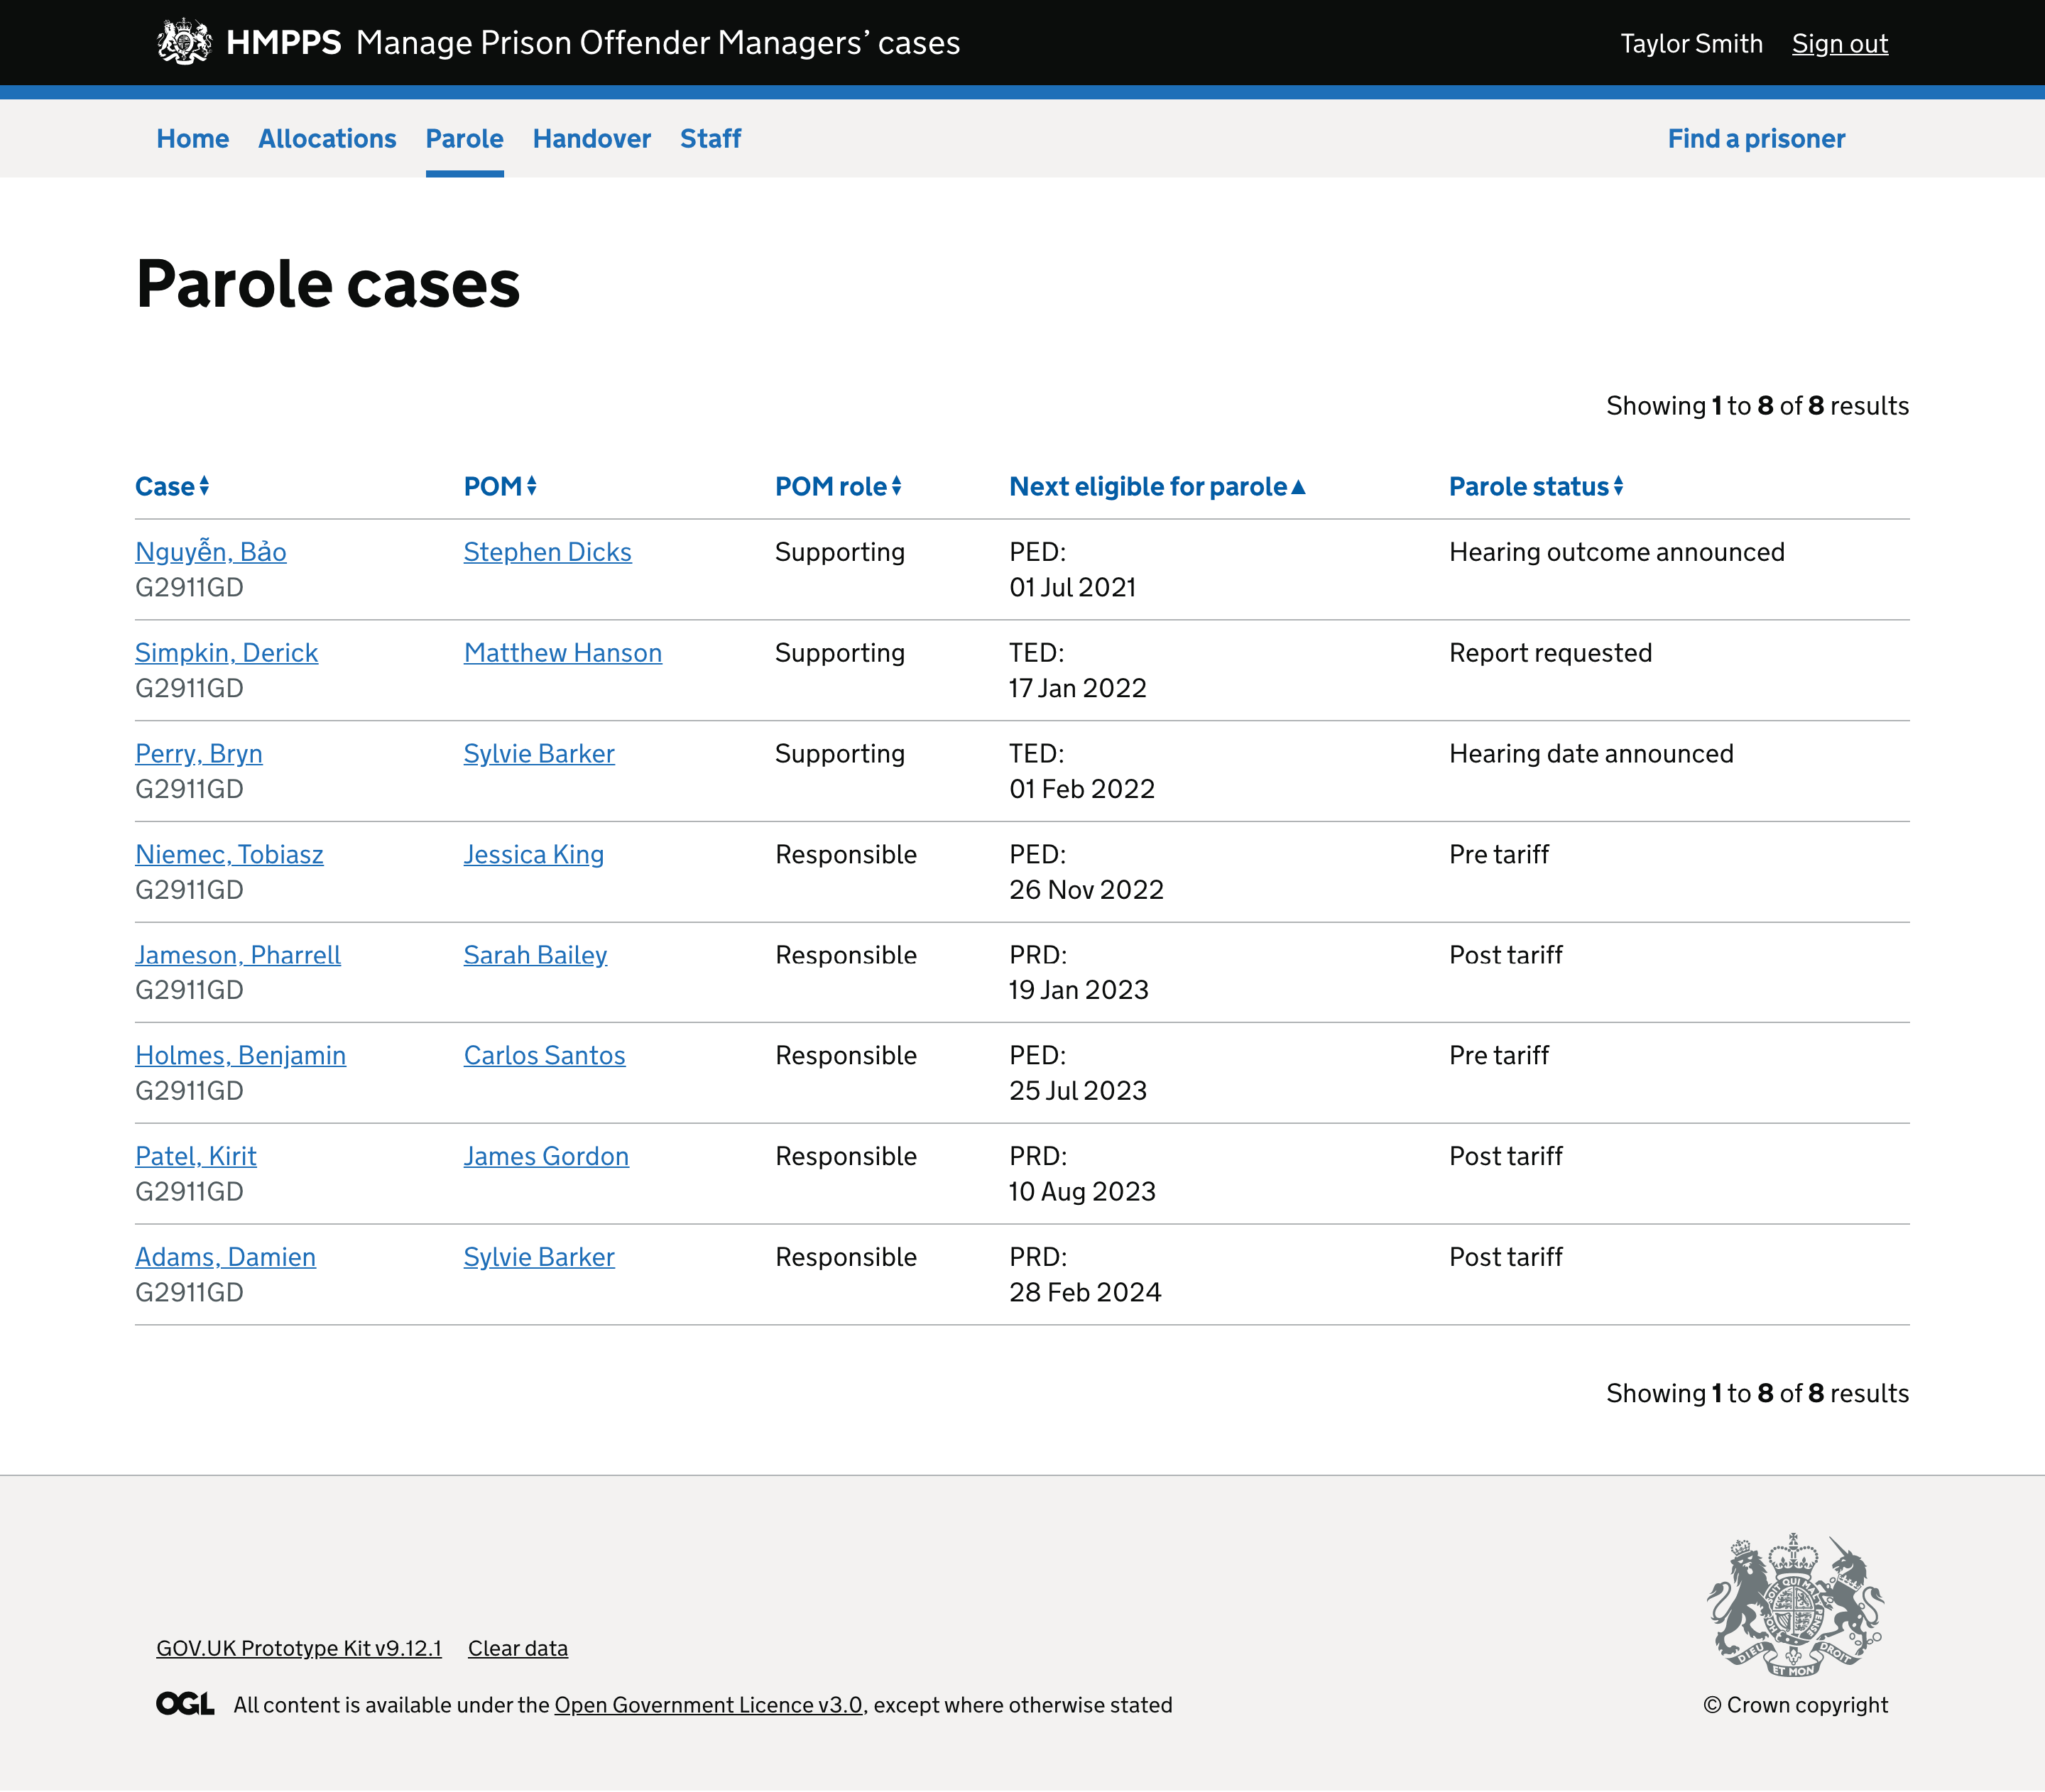 HMPPS Manage Prison Offender Managers’ cases
Taylor Smith Sign out
Home Allocations Parole Handover Staff Find a prisoner
Parole cases
Showing 1 to 8 of 8 results
Case POM POM role Next eligible for parole Parole status
Nguyễn, Bảo Stephen Dicks Supporting PED: Hearing outcome announced
G2911GD 01 Jul 2021
Simpkin, Derick Matthew Hanson Supporting TED: Report requested
G2911GD 17 Jan 2022
Perry, Bryn Sylvie Barker Supporting TED: Hearing date announced
G2911GD 01 Feb 2022
Niemec, Tobiasz Jessica King Responsible PED: Pre tariff
G2911GD 26 Nov 2022
Jameson, Pharrell Sarah Bailey Responsible PRD: Post tariff
G2911GD 19 Jan 2023
Holmes, Benjamin Carlos Santos Responsible PED: Pre tariff
G2911GD 25 Jul 2023
Patel, Kirit James Gordon Responsible PRD: Post tariff
G2911GD 10 Aug 2023
Adams, Damien Sylvie Barker Responsible PRD: Post tariff
G2911GD 28 Feb 2024
Showing 1 to 8 of 8 results
DIEU ET MON DROIT
GOV.UK Prototype Kit v9.12.1 Clear data
OGL All content is available under the Open Government Licence v3.0, except where otherwise stated
© Crown copyright